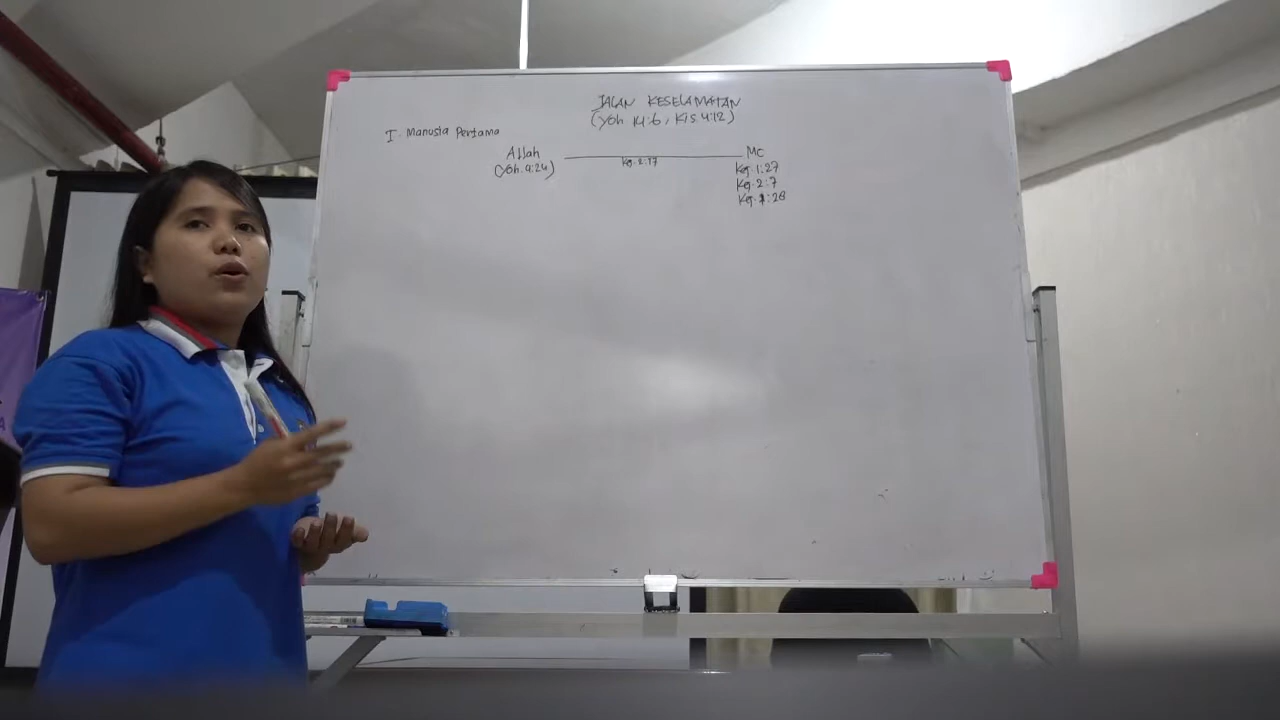 JALAN KESELAMATAN
(Yoh 14:6, Kis 4:12)
I. Manusia Pertama
Allah
(Yoh. 4:24)
Kej. 2:17
MC
Kej. 1:27
Kej. 2:7
Kej. 1:28